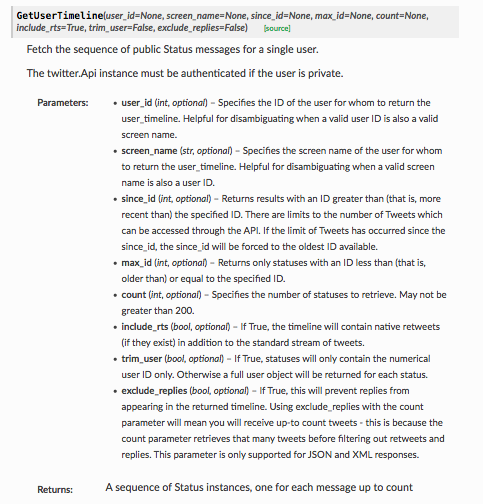 GetUserTimeline(user_id=None, screen_name=None, since_id=None, max_id=None, count=None,
include_rts=True, trim_user=False, exclude_replies=False) [source]
Fetch the sequence of public Status messages for a single user.
The twitter.Api instance must be authenticated if the user is private.
Parameters:
• user_id (int, optional) – Specifies the ID of the user for whom to return the
user_timeline. Helpful for disambiguating when a valid user ID is also a valid
screen name.
• screen_name (str, optional) – Specifies the screen name of the user for whom
to return the user_timeline. Helpful for disambiguating when a valid screen
name is also a user ID.
• since_id (int, optional) – Returns results with an ID greater than (that is, more
recent than) the specified ID. There are limits to the number of Tweets which
can be accessed through the API. If the limit of Tweets has occurred since the
since_id, the since_id will be forced to the oldest ID available.
• max_id (int, optional) – Returns only statuses with an ID less than (that is,
older than) or equal to the specified ID.
• count (int, optional) – Specifies the number of statuses to retrieve. May not be
greater than 200.
• include_rts (bool, optional) – If True, the timeline will contain native retweets
(if they exist) in addition to the standard stream of tweets.
• trim_user (bool, optional) – If True, statuses will only contain the numerical
user ID only. Otherwise a full user object will be returned for each status.
• exclude_replies (bool, optional) – If True, this will prevent replies from
appearing in the returned timeline. Using exclude_replies with the count
parameter will mean you will receive up-to count tweets - this is because the
count parameter retrieves that many tweets before filtering out retweets and
replies. This parameter is only supported for JSON and XML responses.
Returns: A sequence of Status instances, one for each message up to count